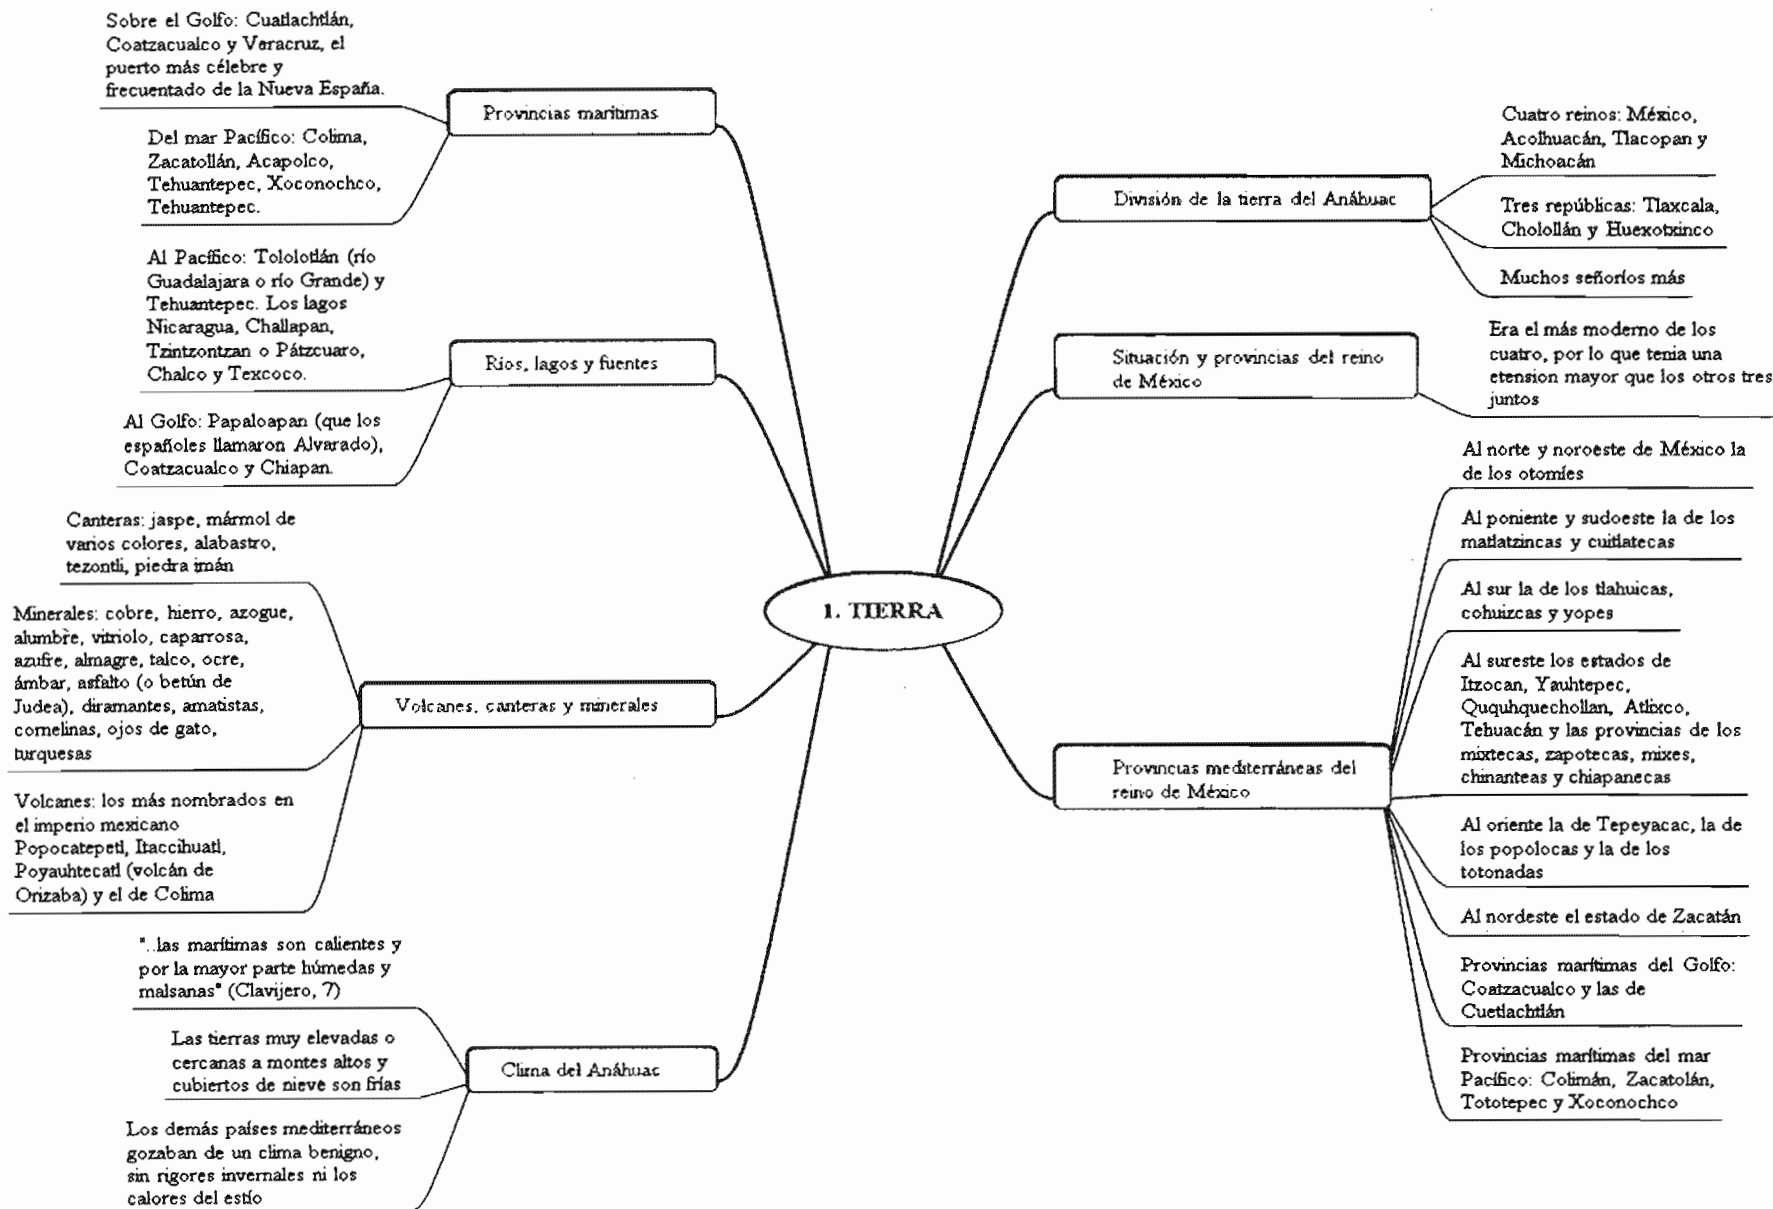 Sobre el Golfo: Cuatlachtlán,
Coatzacualco y Veracruz, el
puerto más célebre y
frecuentado de la Nueva España.
Provincias marítimas
Del mar Pacífico: Colima,
Zacatollán, Acapolco,
Tehuantepec, Xoconochco,
Tehuantepec.
Al Pacífico: Tololotlán (río
Guadalajara o río Grande) y
Tehuantepec. Los lagos
Nicaragua, Challapan,
Tzintzontzan o Pátzcuaro,
Chalco y Texcoco.
Ríos, lagos y fuentes
Al Golfo: Papaloapan (que los
españoles llamaron Alvarado),
Coatzacualco y Chiapan.
Canteras: jaspe, mármol de
varios colores, alabastro,
tezontli, piedra imán
Minerales: cobre, hierro, azogue,
alumbre, vitriolo, caparrosa,
azufre, almagre, talco, ocre,
ámbar, asfalto (o betún de
Judea), diramantes, amatistas,
cornelinas, ojos de gato,
turquesas
Volcanes, canteras y minerales
Volcanes: los más nombrados en
el imperio mexicano
Popocatepetl, Itaccihuatl,
Poyauhtecatl (volcán de
Orizaba) y el de Colima
"..las marítimas son calientes y
por la mayor parte húmedas y
malsanas" (Clavijero, 7)
Las tierras muy elevadas o
cercanas a montes altos y
cubiertos de nieve son frías
Clima del Anáhuac
Los demás países mediterráneos
gozaban de un clima benigno,
sin rigores invernales ni los
calores del estío
1. TIERRA
División de la tierra del Anáhuac
Cuatro reinos: México,
Acolhuacán, Tlacopan y
Michoacán
Tres repúblicas: Tlaxcala,
Cholollán y Huexotxinco
Muchos señoríos más
Situación y provincias del reino
de México
Era el más moderno de los
cuatro, por lo que tenia una
etension mayor que los otros tres
juntos
Provincias mediterráneas del
reino de México
Al norte y noroeste de México la
de los otomíes
Al poniente y sudoeste la de los
matlatzincas y cuitlatecas
Al sur la de los tlahuicas,
cohuizcas y yopes
Al sureste los estados de
Itzocan, Yauhtepec,
Ququhquechollan, Atlixco,
Tehuacán y las provincias de los
mixtecas, zapotecas, mixes,
chinanteas y chiapanecas
Al oriente la de Tepeyacac, la de
los popolocas y la de los
totonadas
Al nordeste el estado de Zacatán
Provincias marítimas del Golfo:
Coatzacualco y las de
Cuetlachtlán
Provincias marítimas del mar
Pacífico: Colimán, Zacatolán,
Tototepec y Xoconochco